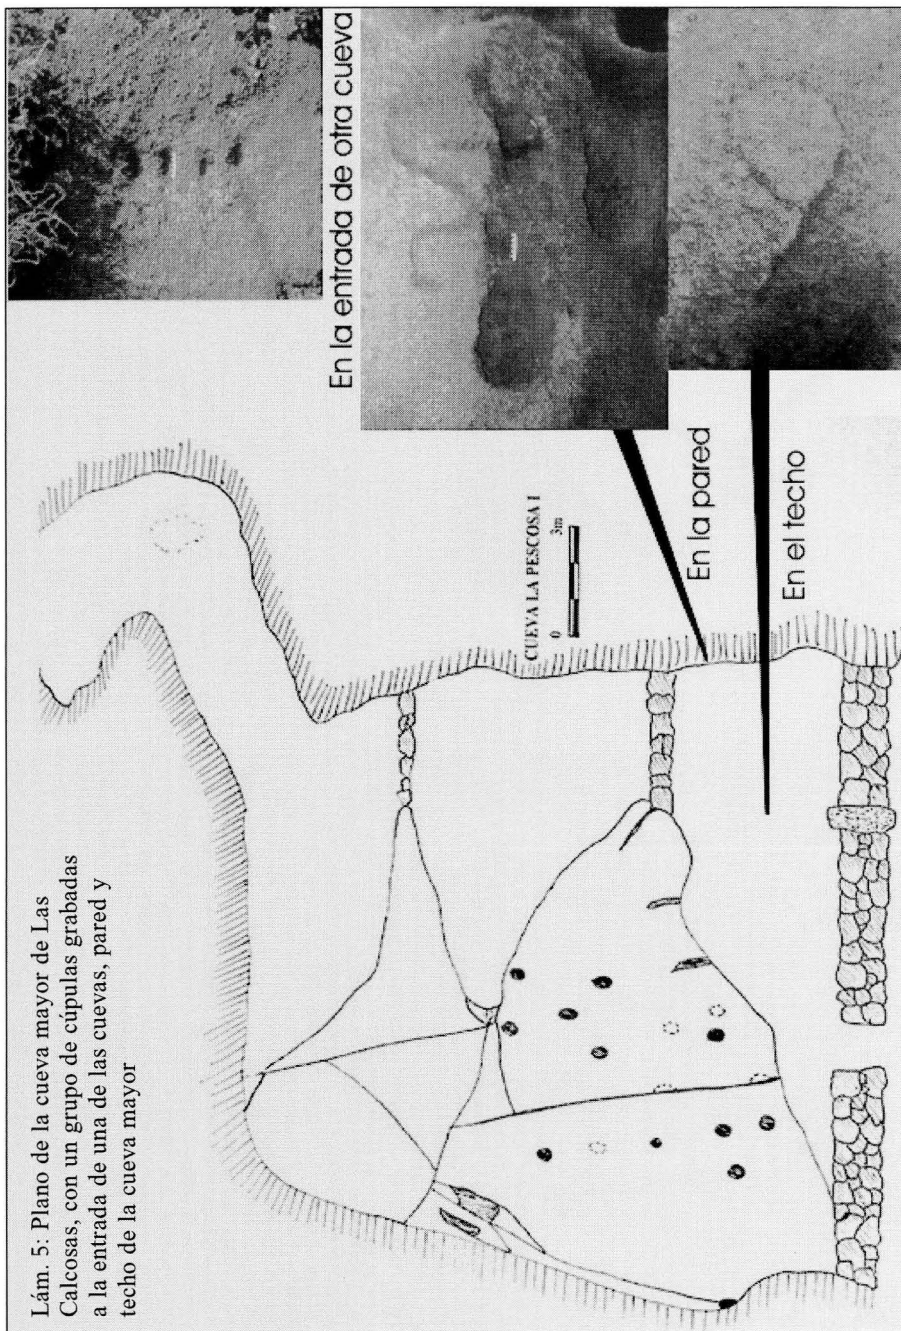 Lám. 5: Plano de la cueva mayor de Las
Calcosas, con un grupo de cúpulas grabadas
a la entrada de una de las cuevas, pared y
techo de la cueva mayor
En la entrada de otra cueva
CUEVA LA PESCOSA I
0 3m
En la pared
En el techo